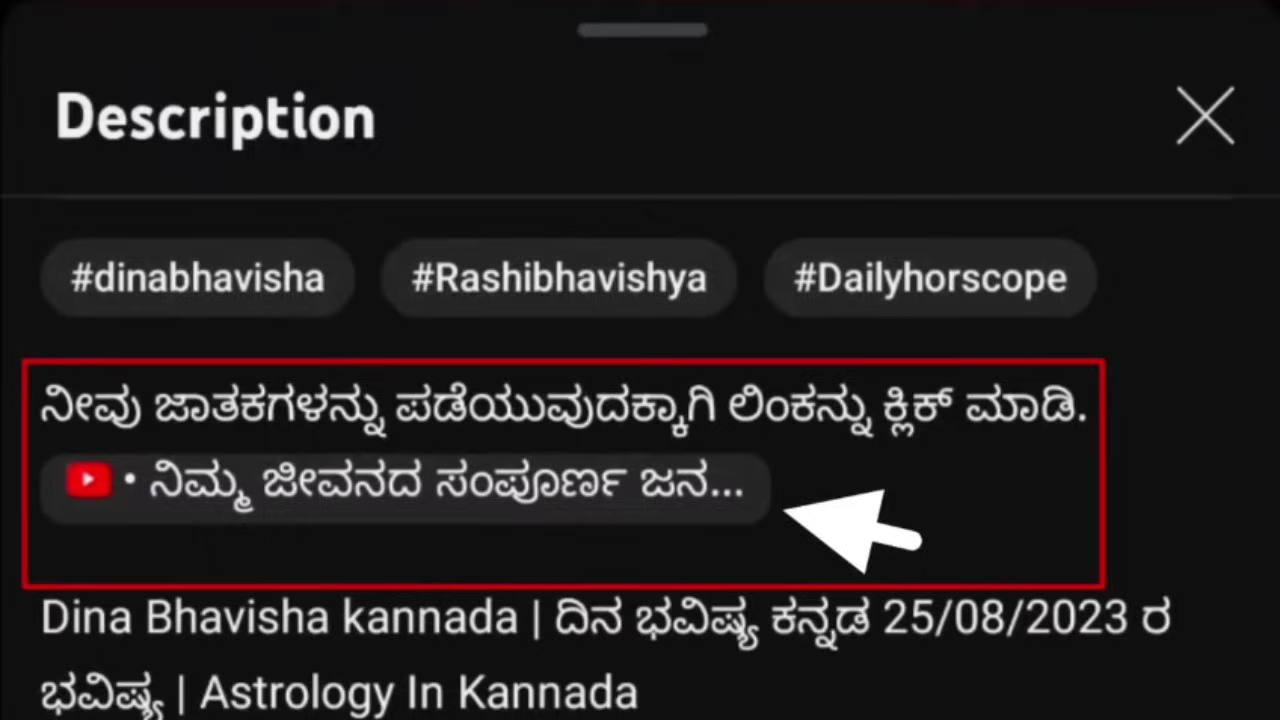 Description
#dinabhavisha #Rashibhavishya #Dailyhorscope
ನೀವು ಜಾತಕಗಳನ್ನು ಪಡೆಯುವುದಕ್ಕಾಗಿ ಲಿಂಕನ್ನು ಕ್ಲಿಕ್ ಮಾಡಿ.
• ನಿಮ್ಮ ಜೀವನದ ಸಂಪೂರ್ಣ ಜನ...
Dina Bhavisha kannada | ದಿನ ಭವಿಷ್ಯ ಕನ್ನಡ 25/08/2023 ರ
ಭವಿಷ್ಯ | Astrology In Kannada